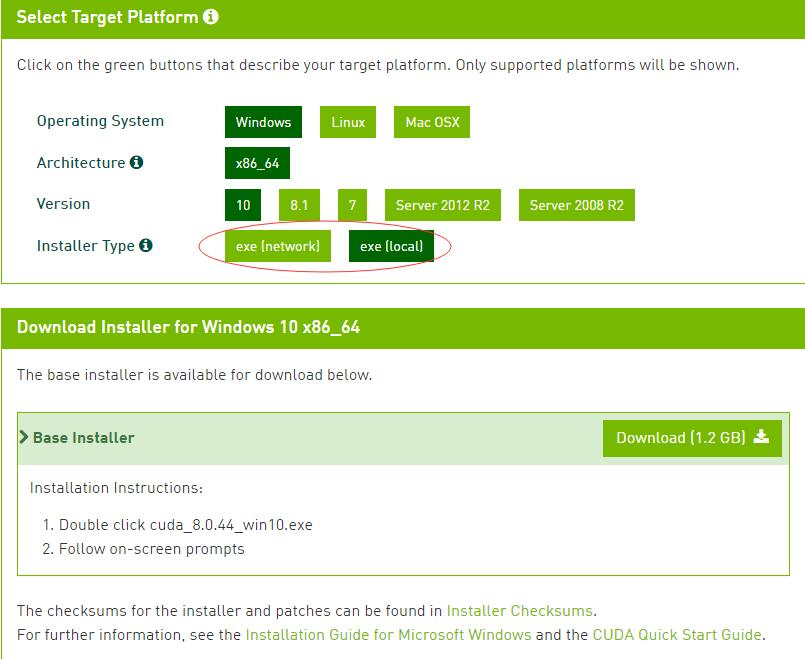 Select Target Platform
Click on the green buttons that describe your target platform. Only supported platforms will be shown.
Operating System Windows Linux Mac OSX
Architecture x86_64
Version 10 8.1 7 Server 2012 R2 Server 2008 R2
Installer Type exe (network) exe (local)
Download Installer for Windows 10 x86_64
The base installer is available for download below.
Base Installer Download (1.2 GB)
Installation Instructions:
1. Double click cuda_8.0.44_win10.exe
2. Follow on-screen prompts
The checksums for the installer and patches can be found in Installer Checksums.
For further information, see the Installation Guide for Microsoft Windows and the CUDA Quick Start Guide.